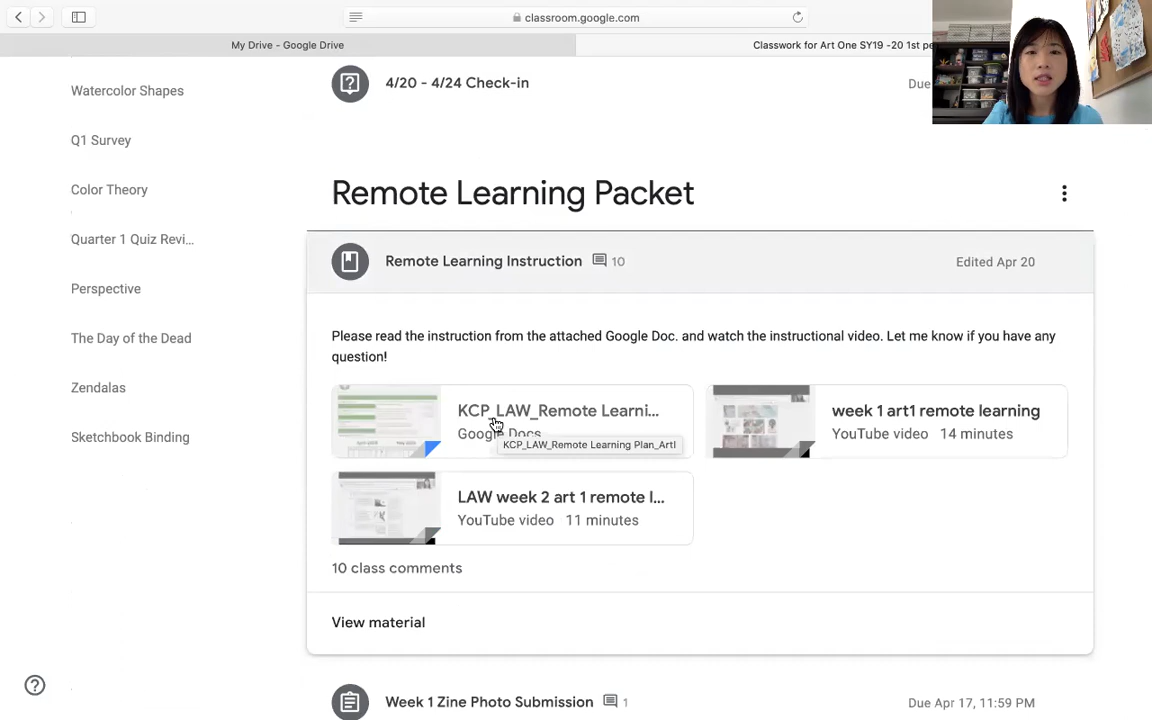 classroom.google.com
My Drive - Google Drive
Classwork for Art One SY19 -20 1st pe
Watercolor Shapes
Q1 Survey
Color Theory
Quarter 1 Quiz Revi...
Perspective
The Day of the Dead
Zendalas
Sketchbook Binding
4/20 - 4/24 Check-in
Due
Remote Learning Packet
Remote Learning Instruction 10
Edited Apr 20
Please read the instruction from the attached Google Doc. and watch the instructional video. Let me know if you have any
question!
KCP_LAW_Remote Learni...
Google Docs
KCP_LAW_Remote Learning Plan_ArtI
week 1 art1 remote learning
YouTube video 14 minutes
LAW week 2 art 1 remote l...
YouTube video 11 minutes
10 class comments
View material
Week 1 Zine Photo Submission 1
Due Apr 17, 11:59 PM